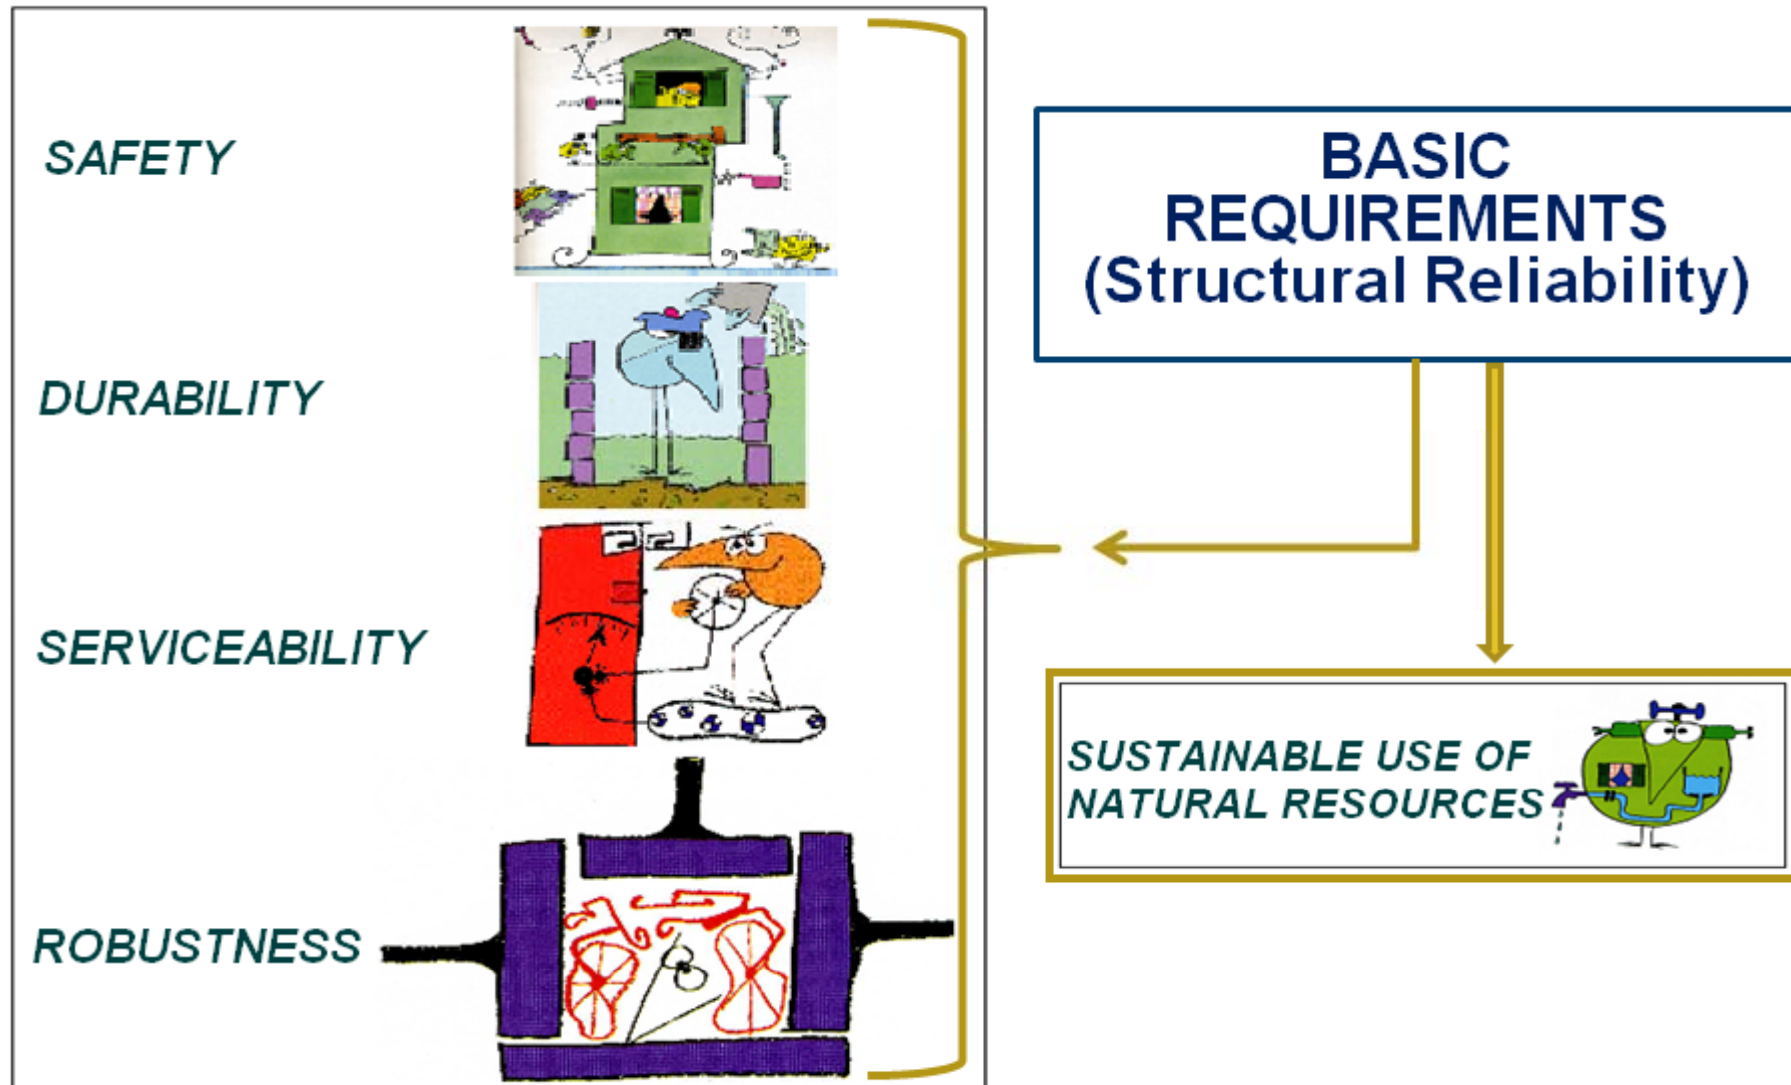 SAFETY
DURABILITY
SERVICEABILITY
ROBUSTNESS
BASIC
REQUIREMENTS
(Structural Reliability)
SUSTAINABLE USE OF
NATURAL RESOURCES